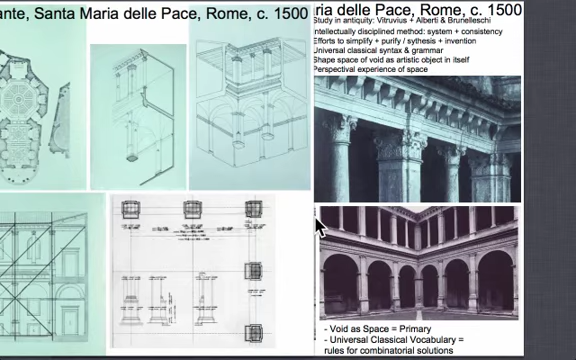 ante, Santa Maria delle Pace, Rome, c. 1500
ria delle Pace, Rome, c. 1500
Study in antiquity: Vitruvius + Alberti & Brunelleschi
Intellectually disciplined method: system + consistency
Efforts to simplify + purify / sythesis + invention
Universal classical syntax & grammar
Shape space of void as artistic object in itself
Perspectival experience of space
- Void as Space = Primary
- Universal Classical Vocabulary =
rules for combinatorial solutions